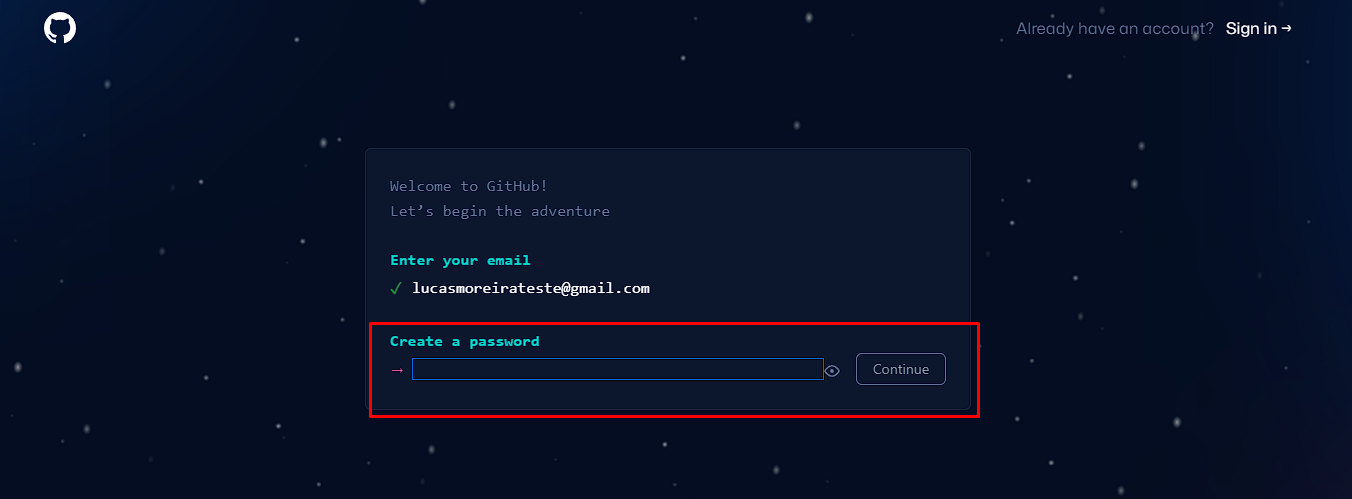 Already have an account? Sign in →
Welcome to GitHub!
Let’s begin the adventure
Enter your email
✓ lucasmoreirateste@gmail.com
Create a password
→
Continue